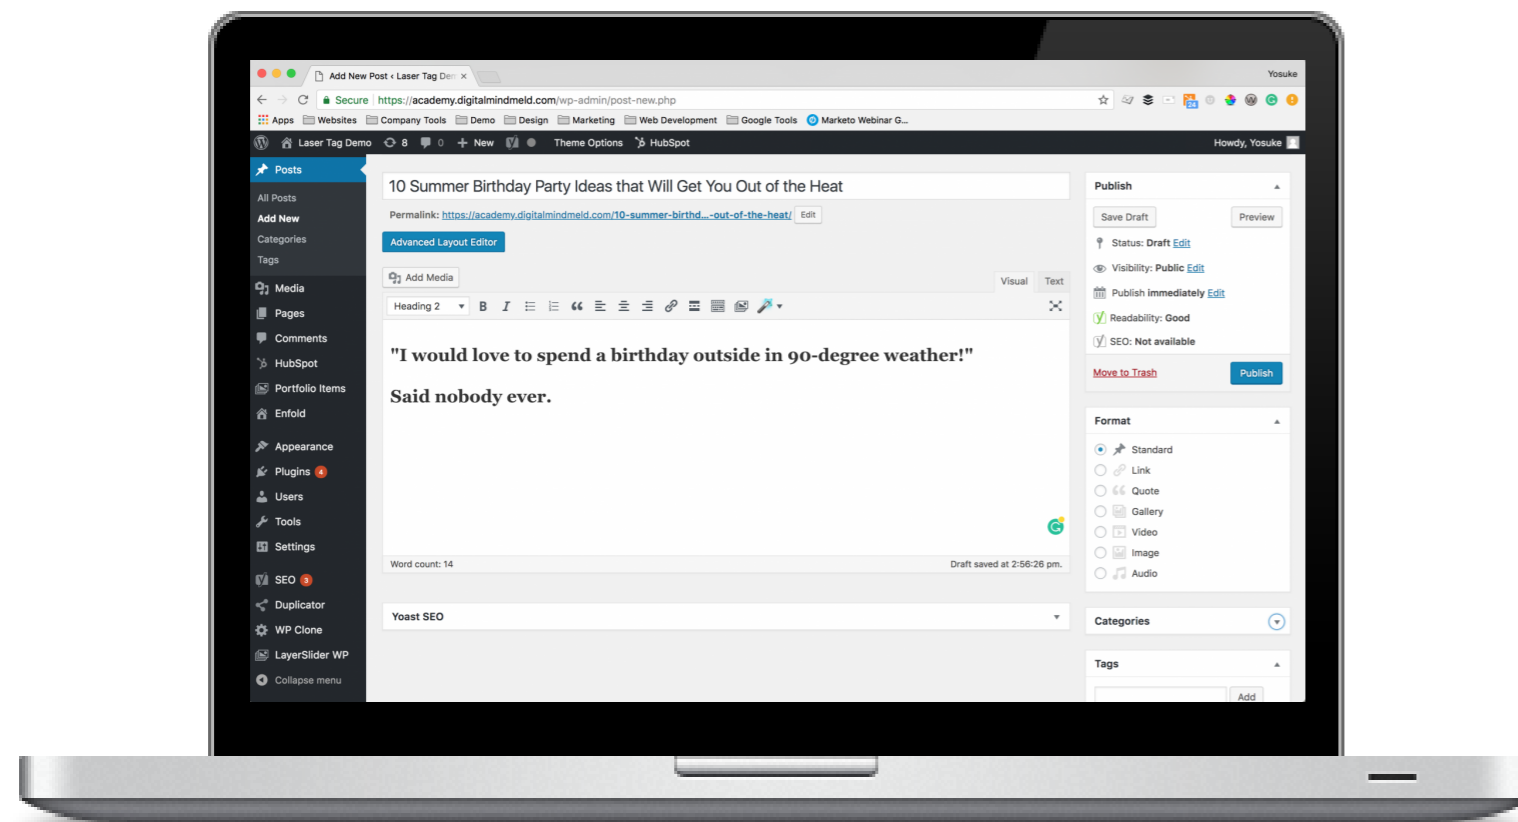 Add New Post ‹ Laser Tag Dem ×
Yosuke
Secure https://academy.digitalmindmeld.com/wp-admin/post-new.php
24
Apps Websites Company Tools Demo Design Marketing Web Development Google Tools Marketo Webinar G...
Laser Tag Demo 8 0 + New Theme Options HubSpot
Howdy, Yosuke
Posts
All Posts
Add New
Categories
Tags
Media
Pages
Comments
HubSpot
Portfolio Items
Enfold
Appearance
Plugins 4
Users
Tools
Settings
SEO 3
Duplicator
WP Clone
LayerSlider WP
Collapse menu
10 Summer Birthday Party Ideas that Will Get You Out of the Heat
Permalink: https://academy.digitalmindmeld.com/10-summer-birthd...-out-of-the-heat/ Edit
Advanced Layout Editor
Add Media
Visual Text
Heading 2 B I
"I would love to spend a birthday outside in 90-degree weather!"
Said nobody ever.
Word count: 14
Draft saved at 2:56:26 pm.
Yoast SEO
Publish
Save Draft Preview
Status: Draft Edit
Visibility: Public Edit
Publish immediately Edit
Readability: Good
SEO: Not available
Move to Trash Publish
Format
Standard
Link
Quote
Gallery
Video
Image
Audio
Categories
Tags
Add